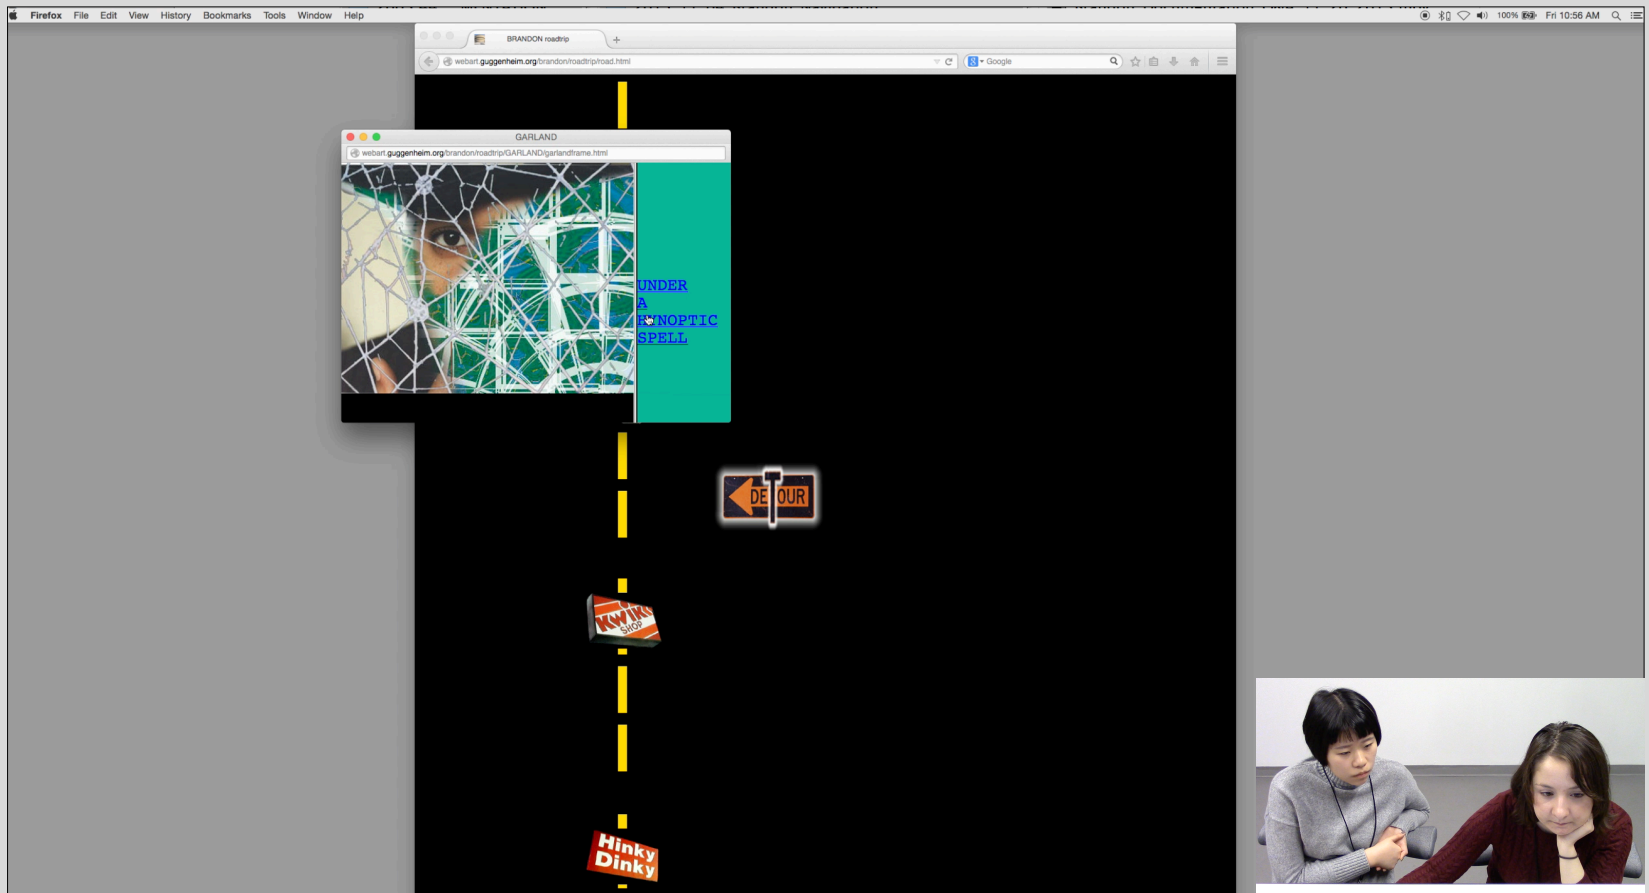 Firefox File Edit View History Bookmarks Tools Window Help
100% Fri 10:56 AM
BRANDON roadtrip
webart.guggenheim.org/brandon/roadtrip/road.html
Google
GARLAND
webart.guggenheim.org/brandon/roadtrip/GARLAND/garlandframe.html
UNDER
A
HYNOPTIC
SPELL
DETOUR
KWIK
SHOP
Hinky
Dinky